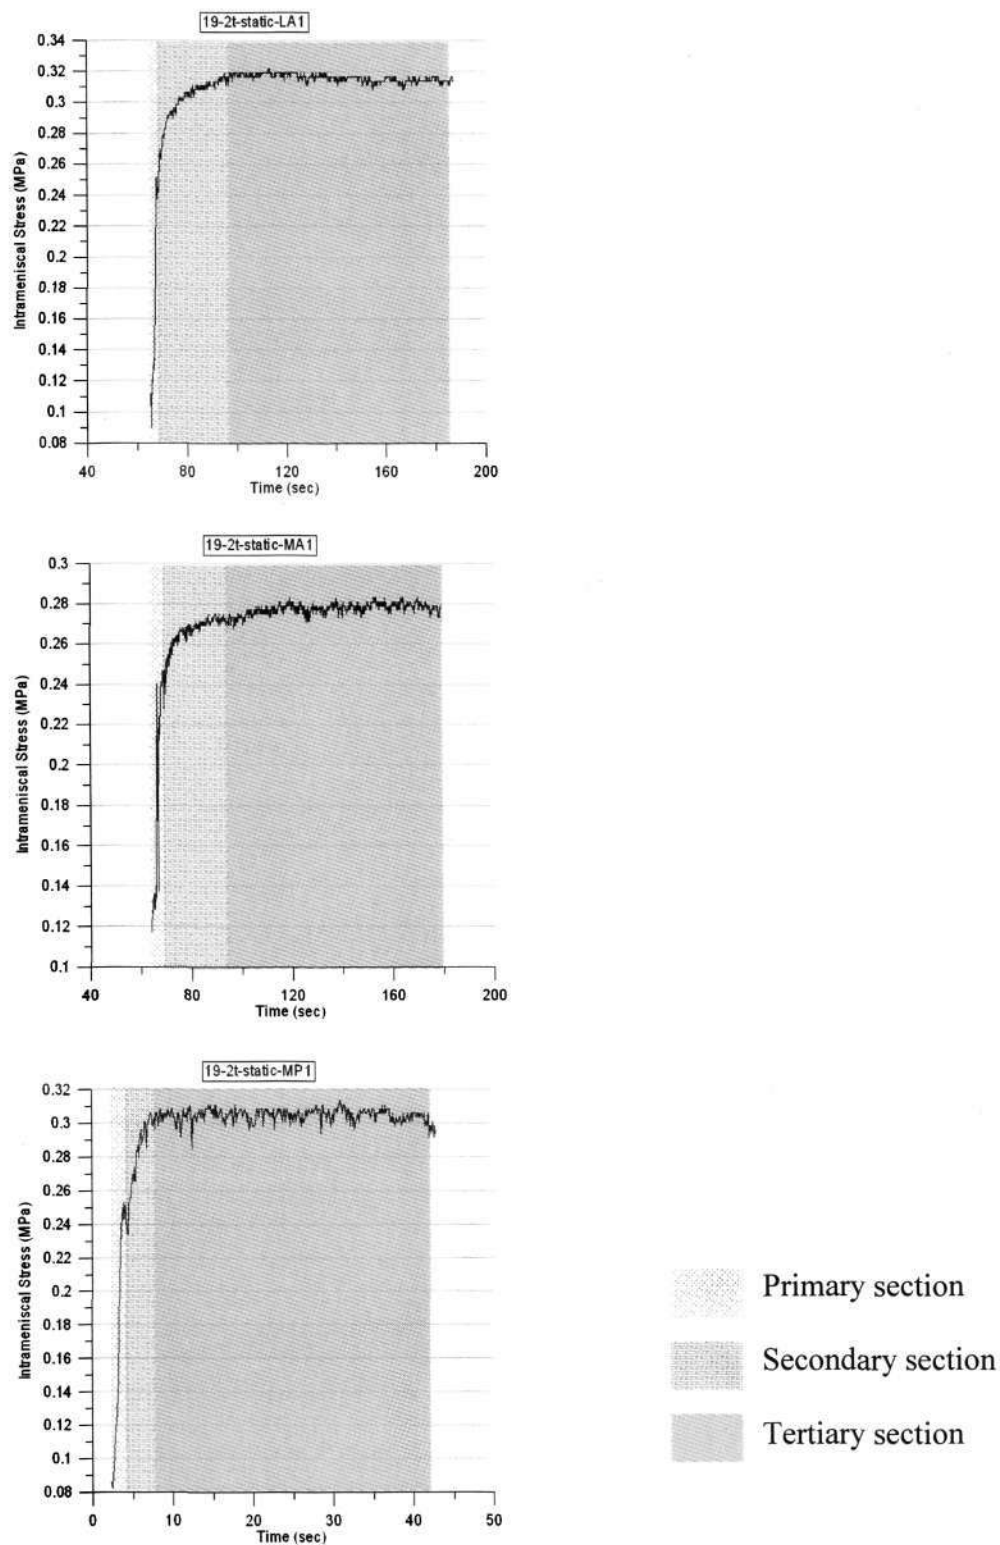 19-2t-static-LA1
0.34
0.32
0.3
0.28
0.26
0.24
0.22
0.2
0.18
0.16
0.14
0.12
0.1
0.08
Intrameniscal Stress (MPa)
40 80 120 160 200
Time (sec)
19-2t-static-MA1
0.3
0.28
0.26
0.24
0.22
0.2
0.18
0.16
0.14
0.12
0.1
Intrameniscal Stress (MPa)
40 80 120 160 200
Time (sec)
19-2t-static-MP1
0.32
0.3
0.28
0.26
0.24
0.22
0.2
0.18
0.16
0.14
0.12
0.1
0.08
Intrameniscal Stress (MPa)
0 10 20 30 40 50
Time (sec)
Primary section
Secondary section
Tertiary section